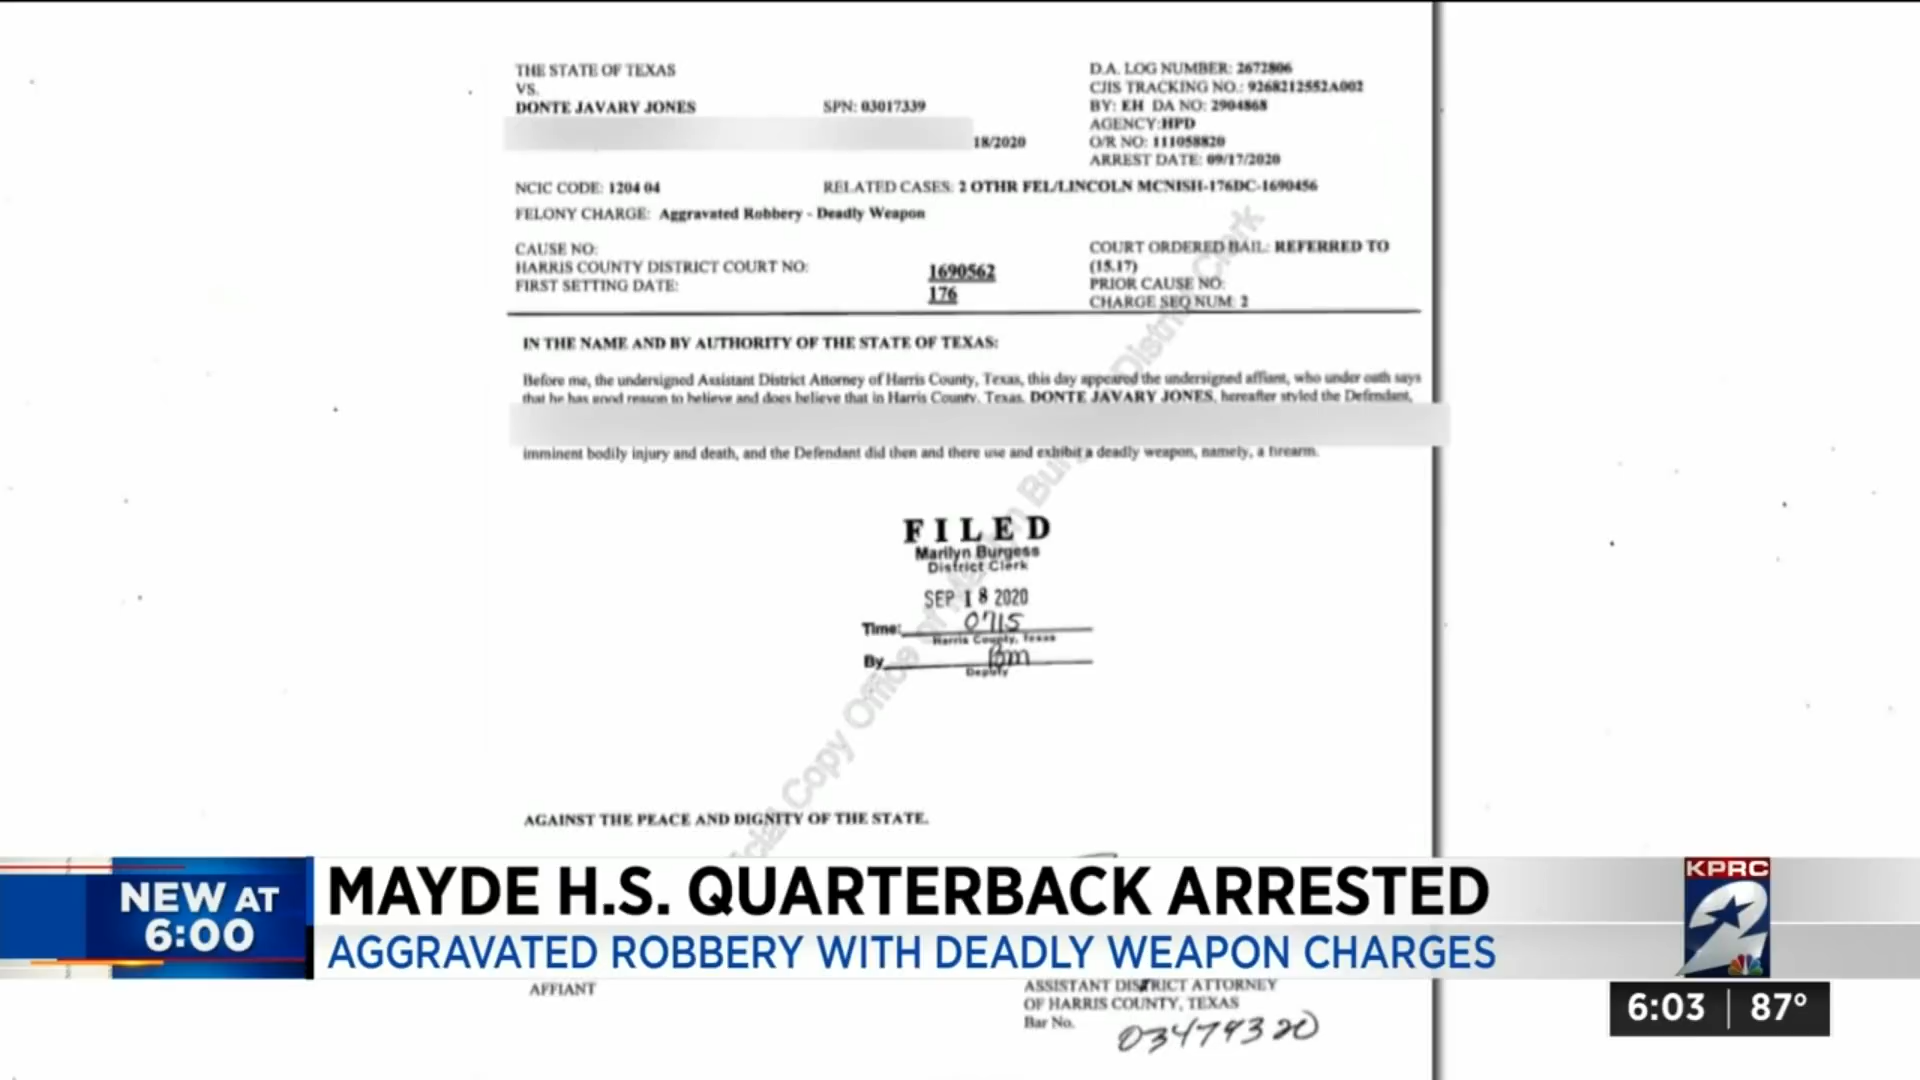 THE STATE OF TEXAS
VS.
DONTE JAVARY JONES SPN: 03017339
18/2020
D.A. LOG NUMBER: 2672806
CJIS TRACKING NO.: 9268212552A002
BY: EH DA NO: 2904868
AGENCY:HPD
O/R NO: 111058820
ARREST DATE: 09/17/2020
NCIC CODE: 1204 04 RELATED CASES: 2 OTHR FEL/LINCOLN MCNISH-176DC-1690456
FELONY CHARGE: Aggravated Robbery - Deadly Weapon
CAUSE NO:
HARRIS COUNTY DISTRICT COURT NO: 1690562
FIRST SETTING DATE: 176
COURT ORDERED BAIL: REFERRED TO
(15.17)
PRIOR CAUSE NO:
CHARGE SEQ NUM: 2
IN THE NAME AND BY AUTHORITY OF THE STATE OF TEXAS:
Before me, the undersigned Assistant District Attorney of Harris County, Texas, this day appeared the undersigned affiant, who under oath says
that he has good reason to believe and does believe that in Harris County, Texas, DONTE JAVARY JONES, hereafter styled the Defendant,
imminent bodily injury and death, and the Defendant did then and there use and exhibit a deadly weapon, namely, a firearm.
FILED
Marilyn Burgess
District Clerk
SEP 18 2020
Time: 0715
Harris County, Texas
By
Deputy
Copy Office of Burgess District Clerk
AGAINST THE PEACE AND DIGNITY OF THE STATE.
NEW AT
6:00
MAYDE H.S. QUARTERBACK ARRESTED
AGGRAVATED ROBBERY WITH DEADLY WEAPON CHARGES
KPRC
2
AFFIANT
ASSISTANT DISTRICT ATTORNEY
OF HARRIS COUNTY, TEXAS
Bar No.
6:03 87°